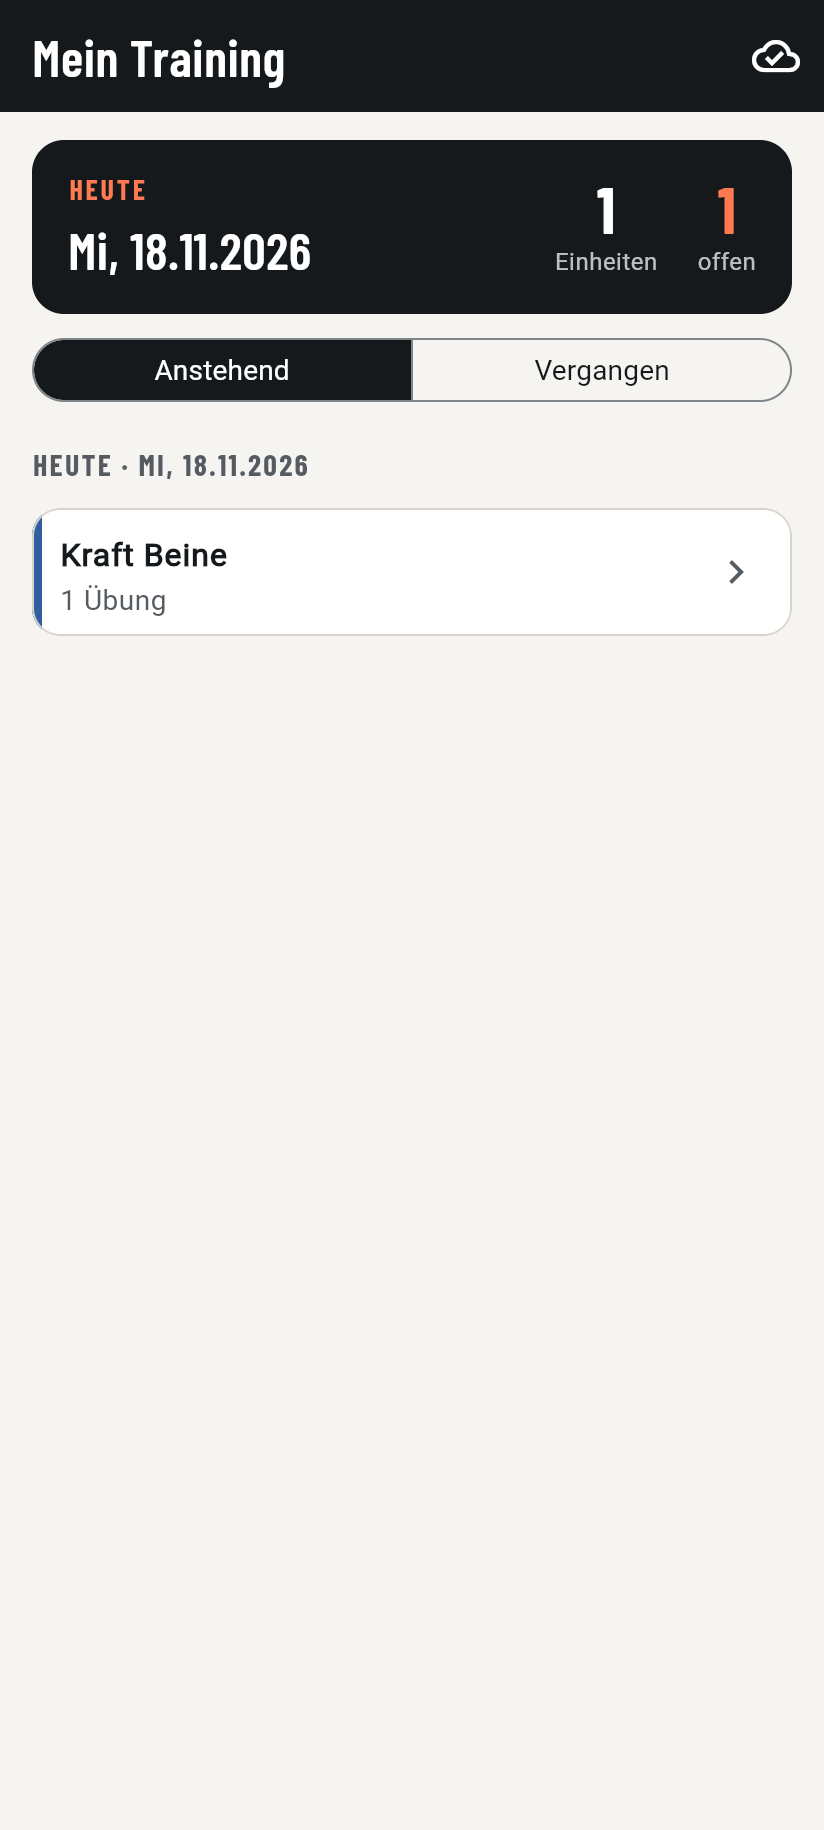 Mein Training
HEUTE
Mi, 18.11.2026
1
Einheiten
1
offen
Anstehend
Vergangen
HEUTE · MI, 18.11.2026
Kraft Beine
1 Übung